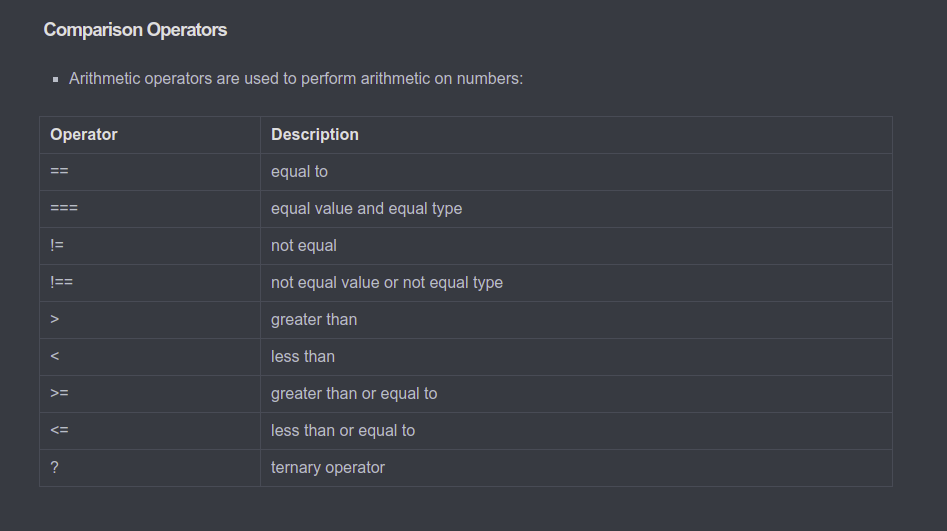 Comparison Operators
Arithmetic operators are used to perform arithmetic on numbers:
Operator Description
== equal to
=== equal value and equal type
!= not equal
!== not equal value or not equal type
> greater than
< less than
>= greater than or equal to
<= less than or equal to
? ternary operator